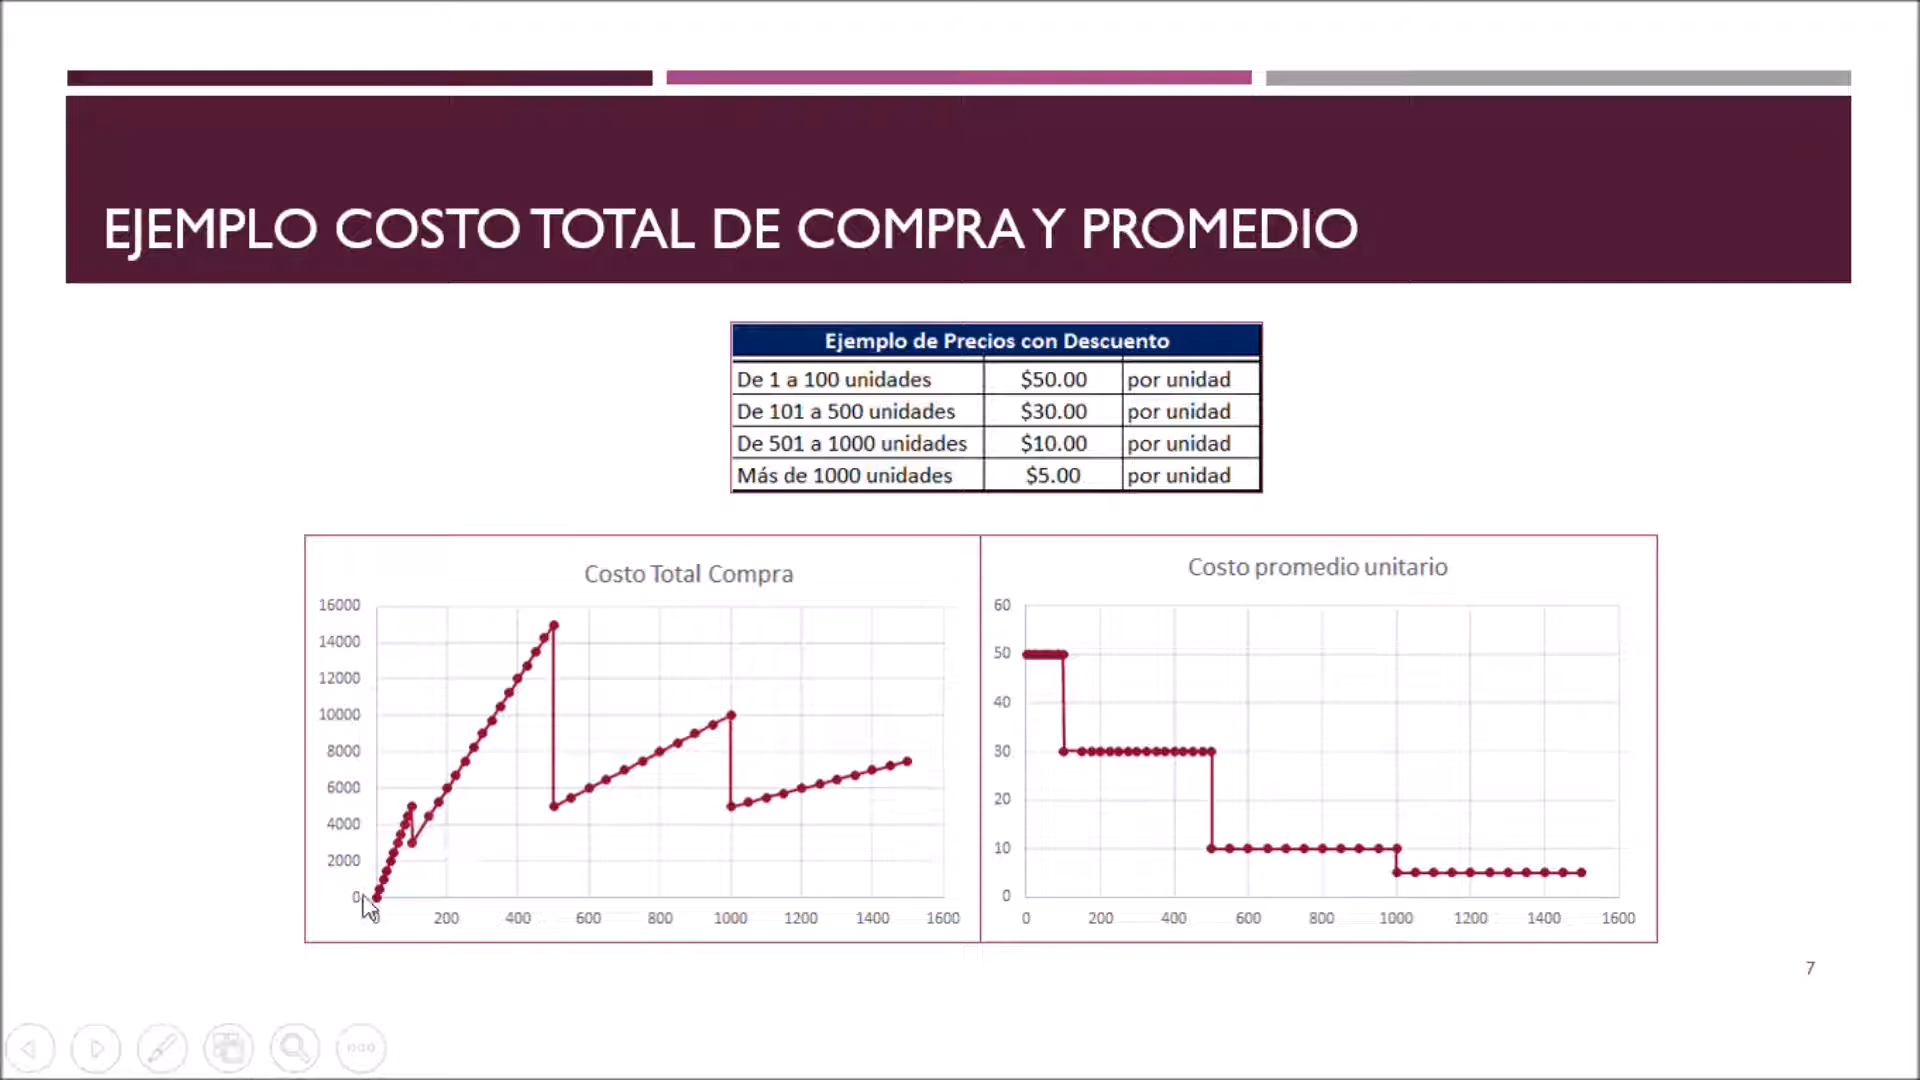 EJEMPLO COSTO TOTAL DE COMPRA Y PROMEDIO
Ejemplo de Precios con Descuento
De 1 a 100 unidades $50.00 por unidad
De 101 a 500 unidades $30.00 por unidad
De 501 a 1000 unidades $10.00 por unidad
Más de 1000 unidades $5.00 por unidad
Costo Total Compra
16000
14000
12000
10000
8000
6000
4000
2000
0
0 200 400 600 800 1000 1200 1400 1600
Costo promedio unitario
60
50
40
30
20
10
0
0 200 400 600 800 1000 1200 1400 1600
7